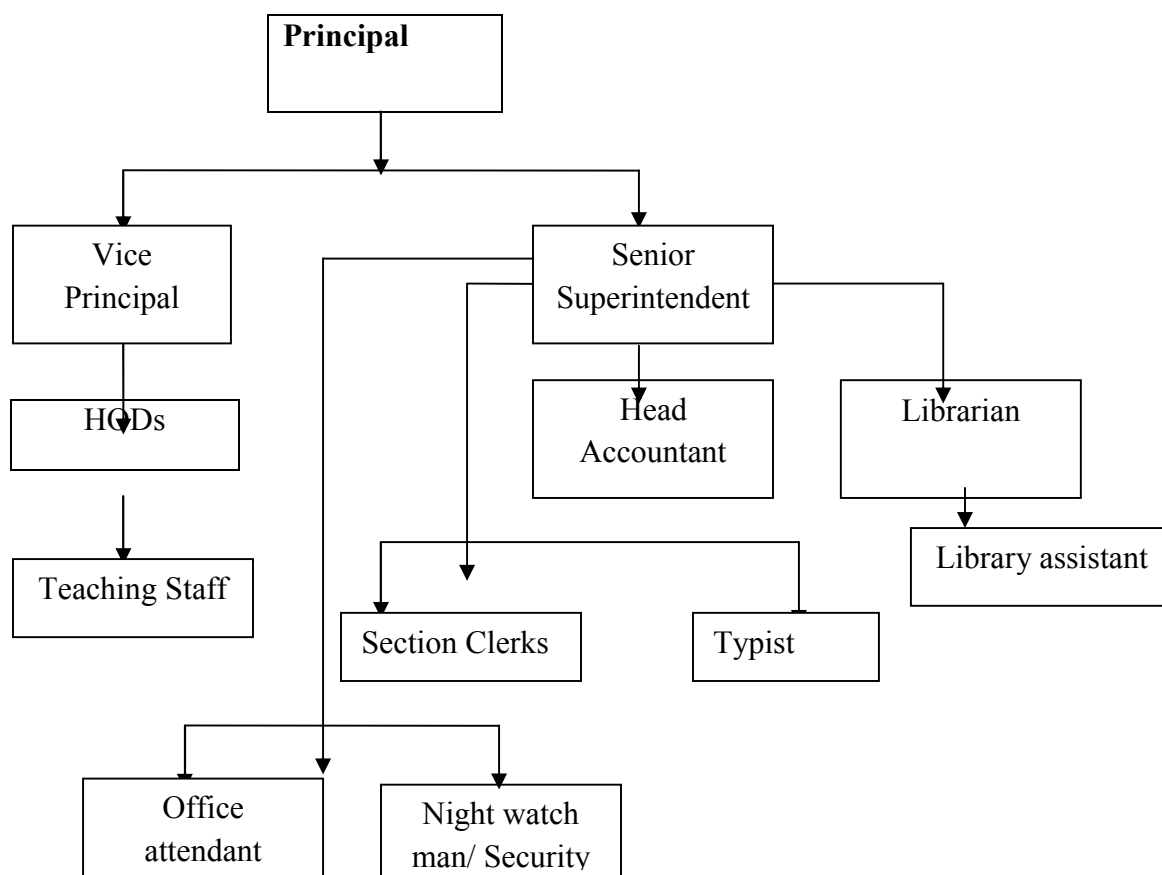 Principal
Vice
Principal
Senior
Superintendent
HODs
Head
Accountant
Librarian
Library assistant
Teaching Staff
Section Clerks
Typist
Office
attendant
Night watch
man/ Security